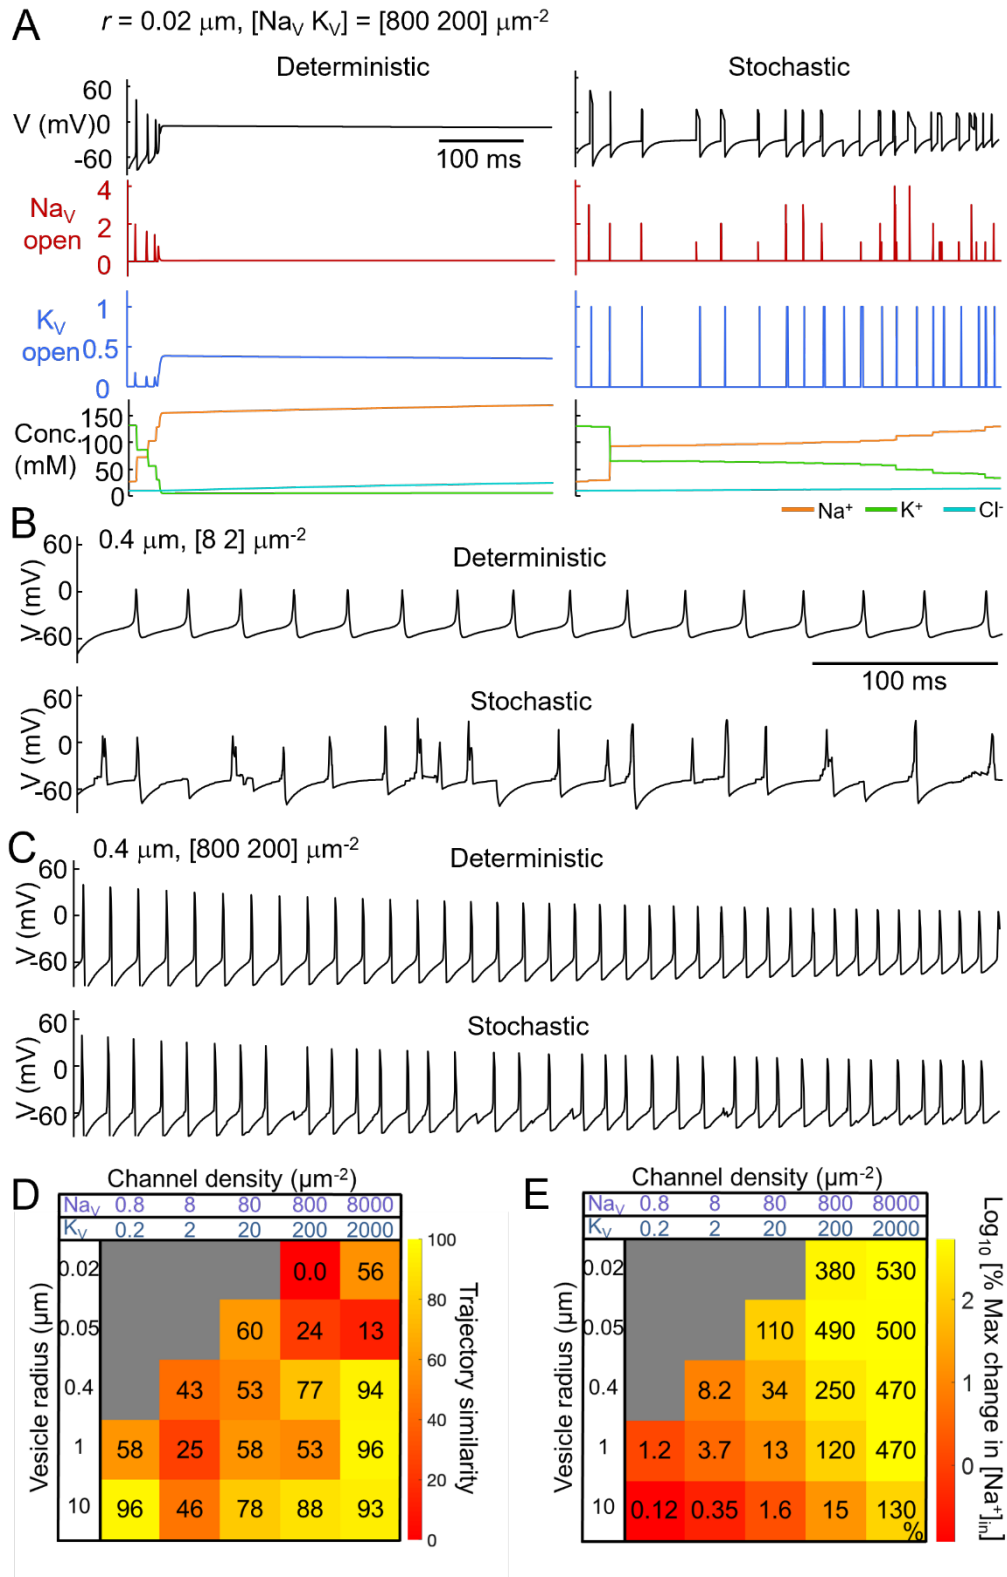 A
r = 0.02 µm, [NaV KV] = [800 200] µm-2
Deterministic
Stochastic
60
V (mV) 0
-60
100 ms
4
NaV
open
2
0
1
KV
open
0.5
0
150
Conc.
(mM)
100
50
0
Na+
K+
Cl-
B
0.4 µm, [8 2] µm-2
Deterministic
60
V (mV)
0
-60
100 ms
Stochastic
60
V (mV)
0
-60
C
0.4 µm, [800 200] µm-2
Deterministic
60
V (mV)
0
-60
Stochastic
60
V (mV)
0
-60
D
Channel density (µm-2)
NaV 0.8 8 80 800 8000
KV 0.2 2 20 200 2000
Vesicle radius (µm)
0.02 0.0 56
0.05 60 24 13
0.4 43 53 77 94
1 58 25 58 53 96
10 96 46 78 88 93
100
80
60
40
20
0
Trajectory similarity
E
Channel density (µm-2)
NaV 0.8 8 80 800 8000
KV 0.2 2 20 200 2000
Vesicle radius (µm)
0.02 380 530
0.05 110 490 500
0.4 8.2 34 250 470
1 1.2 3.7 13 120 470
10 0.12 0.35 1.6 15 130
%
2
0
Log10 [% Max change in [Na+]in]